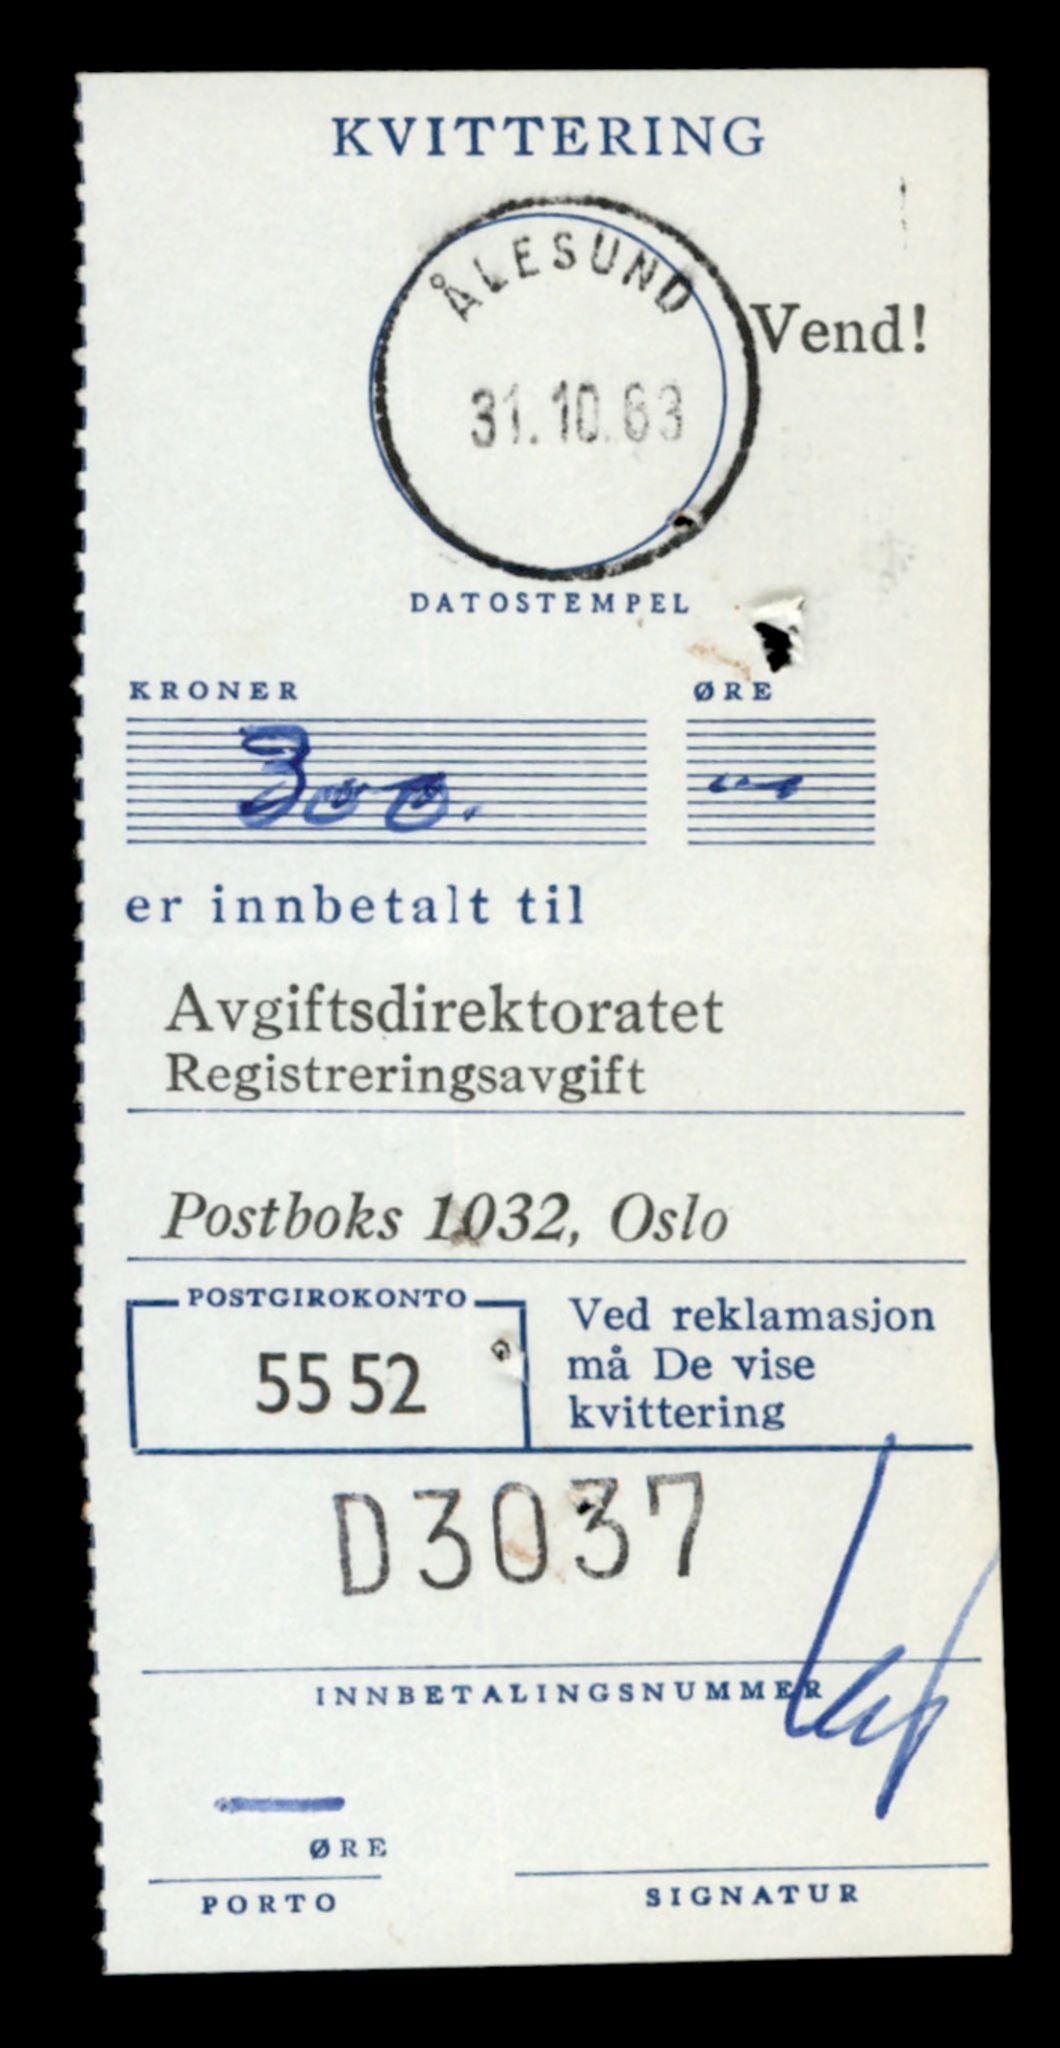 KVITTERING
ÅLESUND
31.10.63
Vend!
DATOSTEMPEL
KRONER ØRE
300. —
er innbetalt til
Avgiftsdirektoratet
Registreringsavgift
Postboks 1032, Oslo
POSTGIROKONTO
55 52
Ved reklamasjon
må De vise
kvittering
D3037
INNBETALINGSNUMMER
—
ØRE
PORTO
SIGNATUR